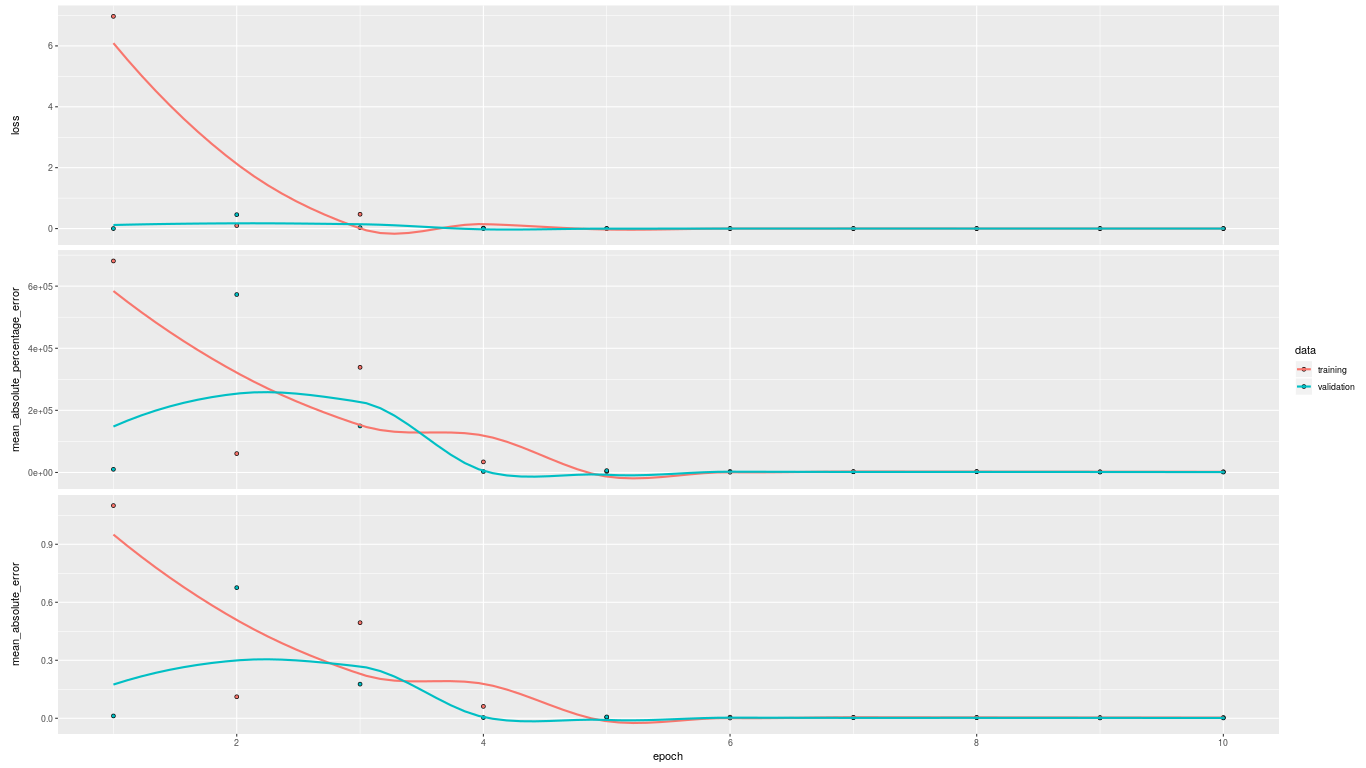 loss
6
4
2
0
mean_absolute_percentage_error
6e+05
4e+05
2e+05
0e+00
mean_absolute_error
0.9
0.6
0.3
0.0
2
4
6
8
10
epoch
data
training
validation